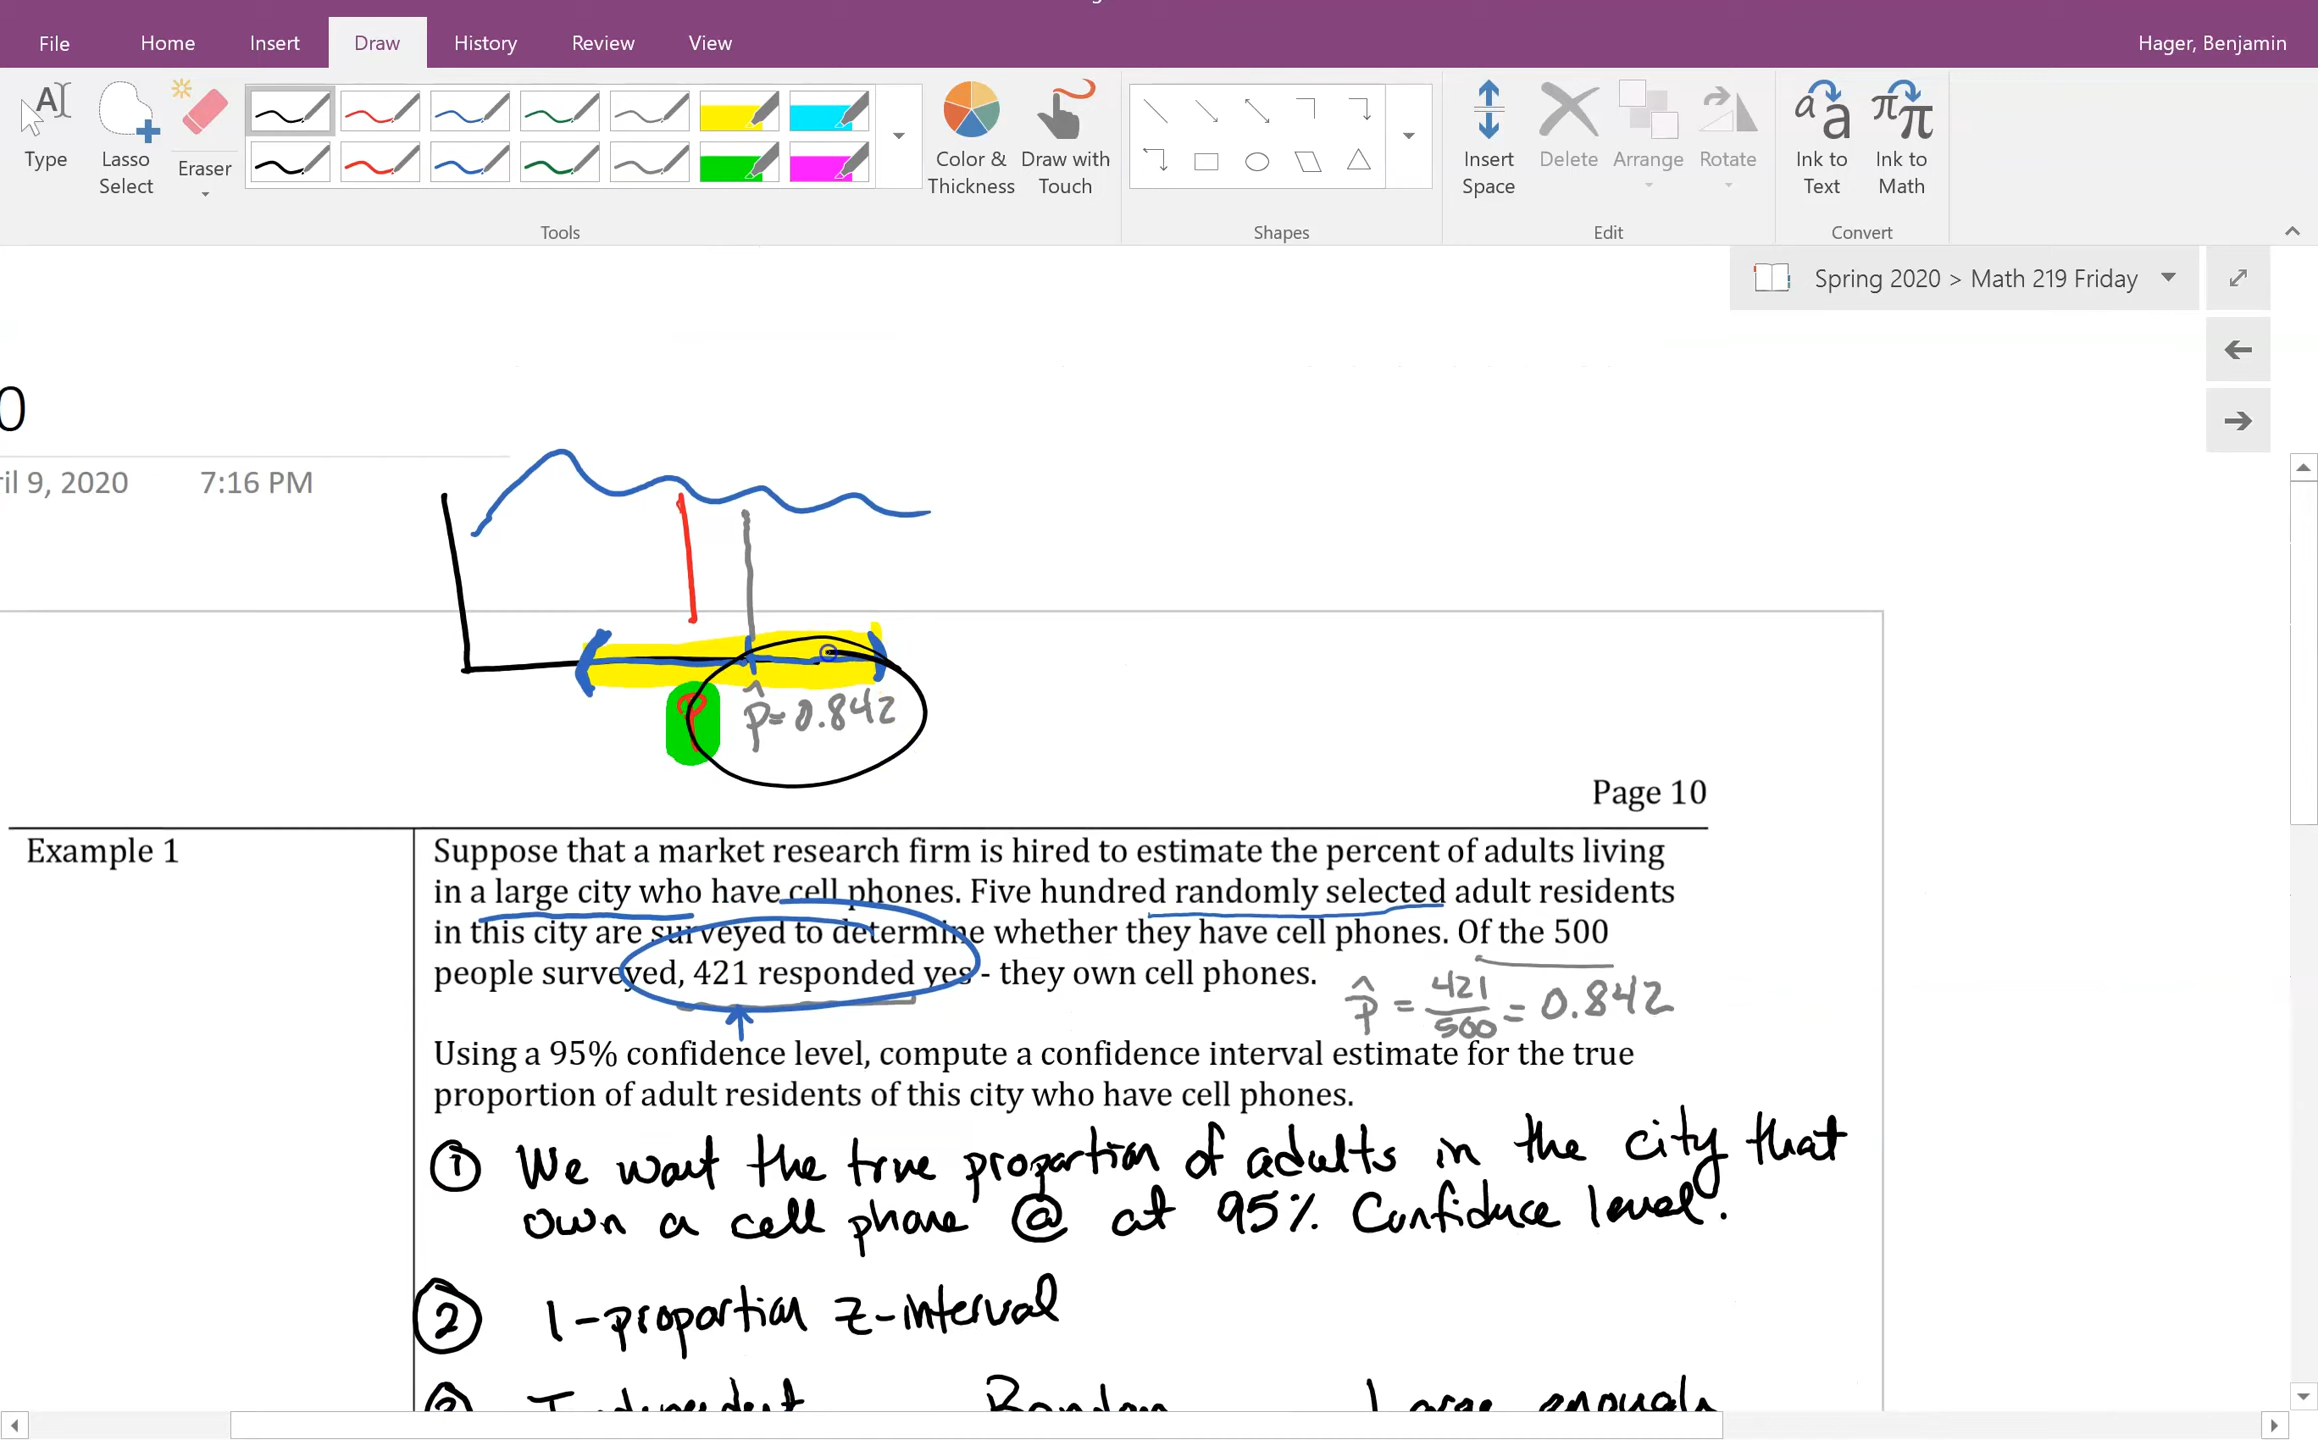 File Home Insert Draw History Review View Hager, Benjamin
Type Lasso Select Eraser Color & Thickness Draw with Touch Insert Space Delete Arrange Rotate Ink to Text Ink to Math
Tools Shapes Edit Convert
Spring 2020 > Math 219 Friday
0
ril 9, 2020 7:16 PM
p̂=0.842
Page 10
Example 1
Suppose that a market research firm is hired to estimate the percent of adults living
in a large city who have cell phones. Five hundred randomly selected adult residents
in this city are surveyed to determine whether they have cell phones. Of the 500
people surveyed, 421 responded yes - they own cell phones.
p̂ = 421/500 = 0.842
Using a 95% confidence level, compute a confidence interval estimate for the true
proportion of adult residents of this city who have cell phones.
① We want the true proportion of adults in the city that
own a cell phone @ at 95% Confiduce level.
② 1-proportion z-interval
③ Independent Random Large enough